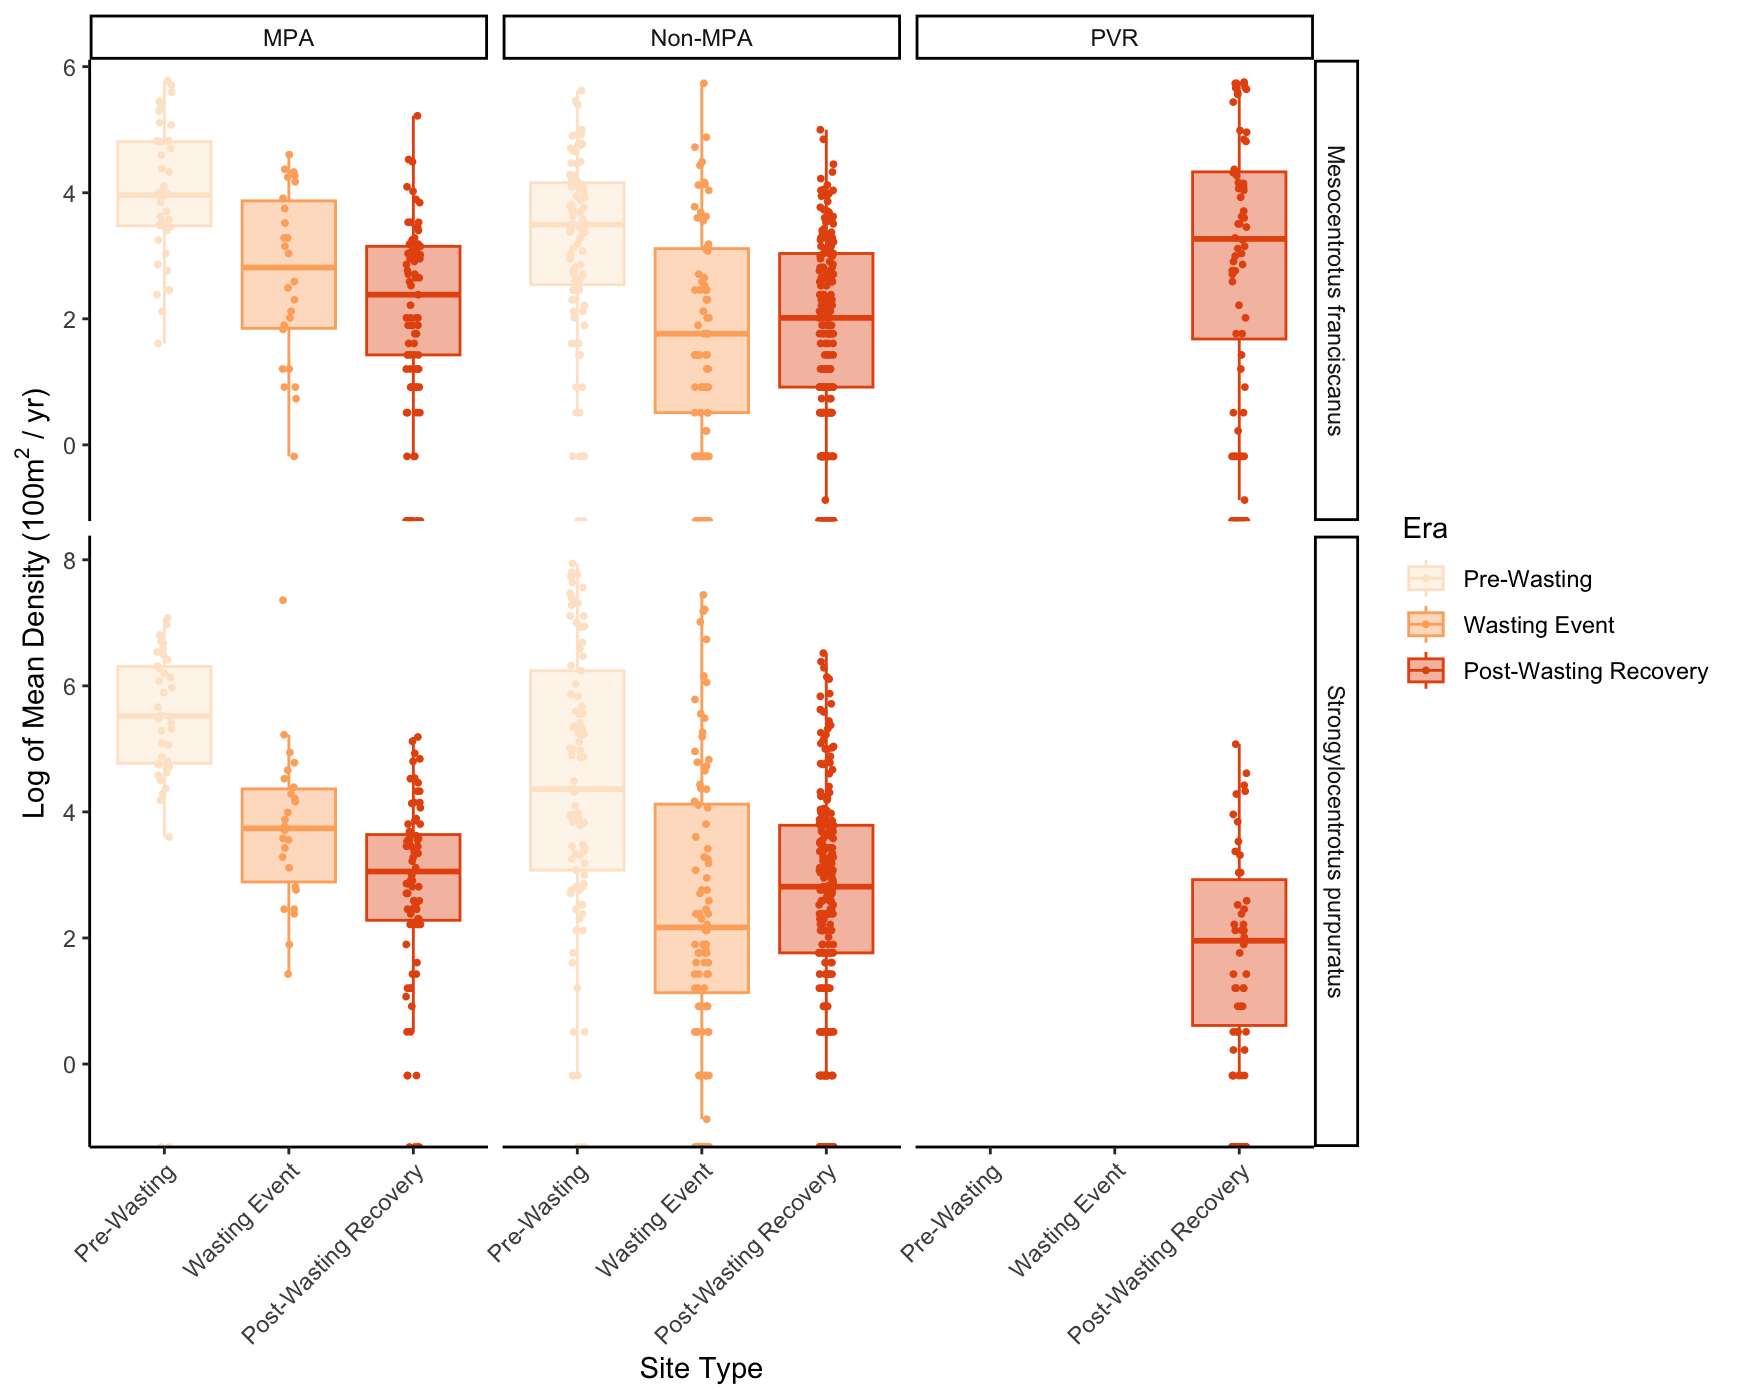 MPA
Non-MPA
PVR
6
4
2
0
Mesocentrotus franciscanus
8
6
4
2
0
Strongylocentrotus purpuratus
Log of Mean Density (100m² / yr)
Pre-Wasting
Wasting Event
Post-Wasting Recovery
Pre-Wasting
Wasting Event
Post-Wasting Recovery
Pre-Wasting
Wasting Event
Post-Wasting Recovery
Site Type
Era
Pre-Wasting
Wasting Event
Post-Wasting Recovery